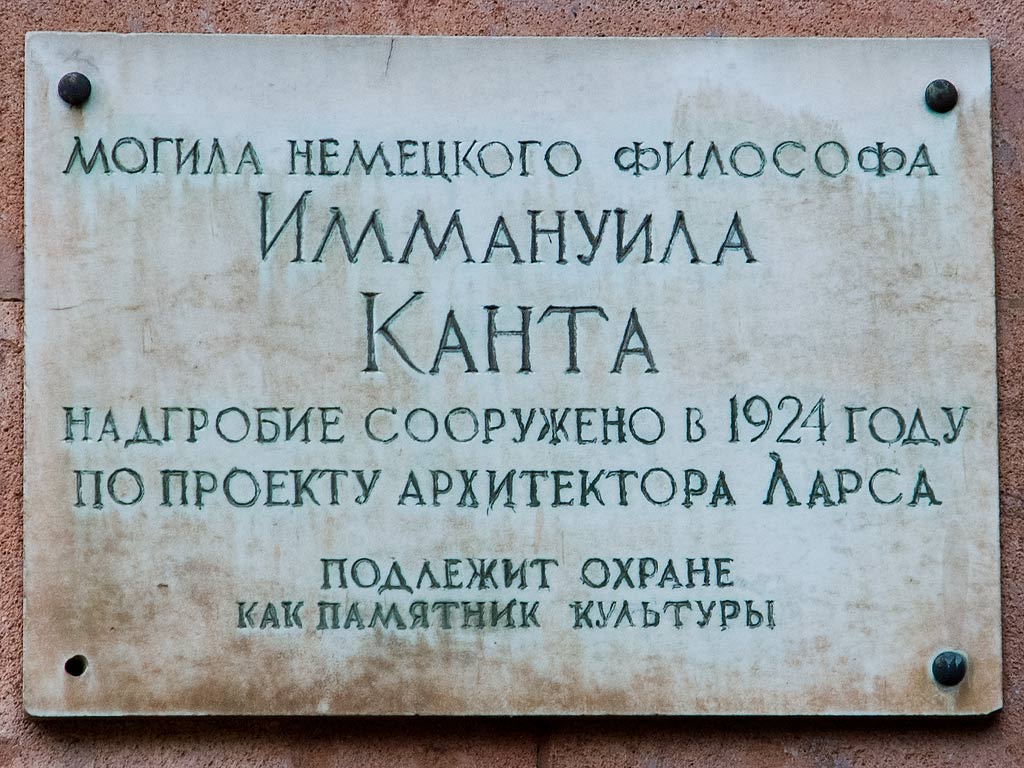 МОГИЛА НЕМЕЦКОГО ФИЛОСОФА
ИММАНУИЛА
КАНТА
НАДГРОБИЕ СООРУЖЕНО В 1924 ГОДУ
ПО ПРОЕКТУ АРХИТЕКТОРА ЛАРСА
ПОДЛЕЖИТ ОХРАНЕ
КАК ПАМЯТНИК КУЛЬТУРЫ